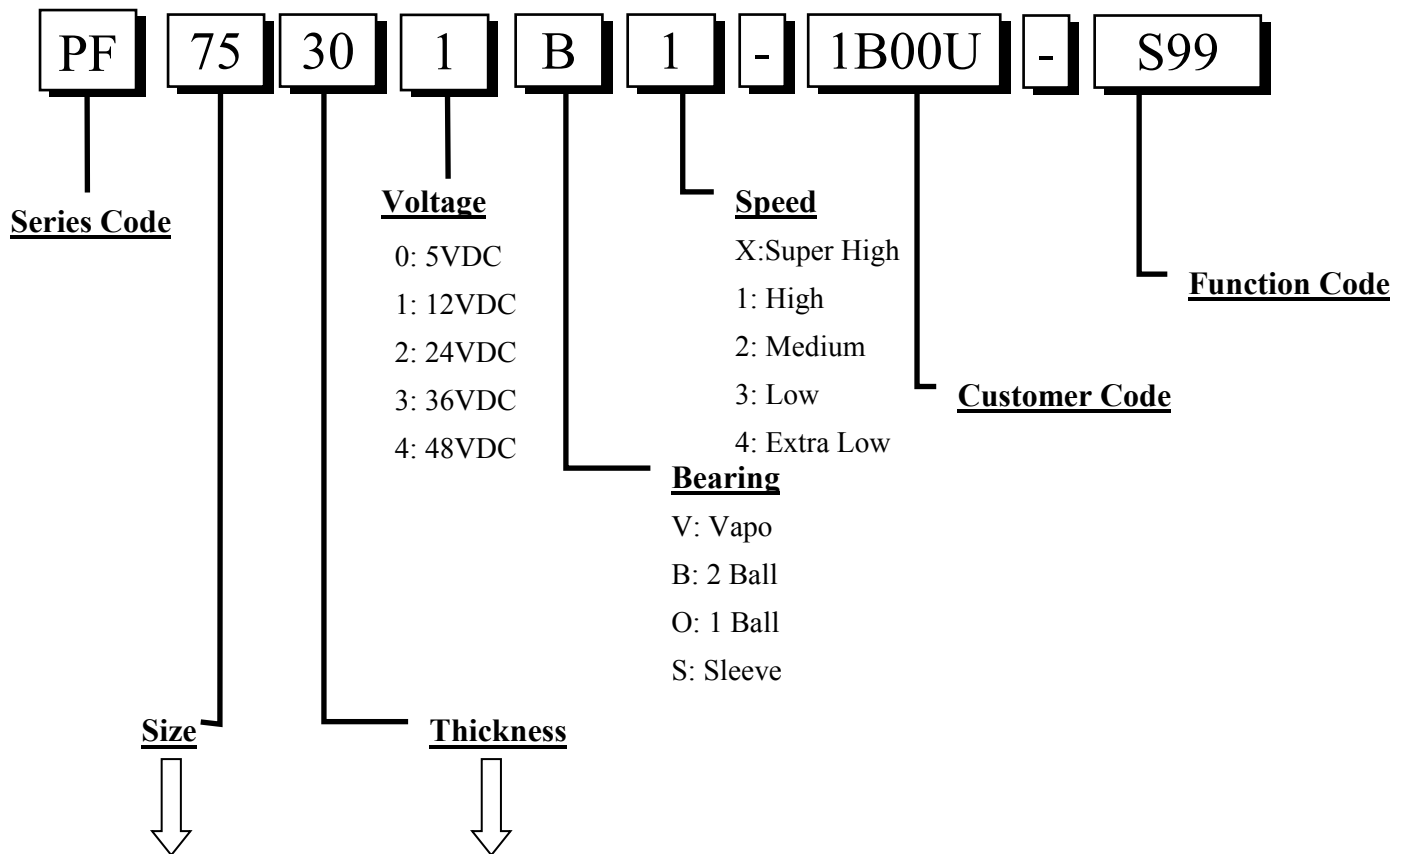 PF 75 30 1 B 1 - 1B00U - S99
Series Code
Voltage
0: 5VDC
1: 12VDC
2: 24VDC
3: 36VDC
4: 48VDC
Speed
X:Super High
1: High
2: Medium
3: Low
4: Extra Low
Function Code
Customer Code
Bearing
V: Vapo
B: 2 Ball
O: 1 Ball
S: Sleeve
Size
Thickness